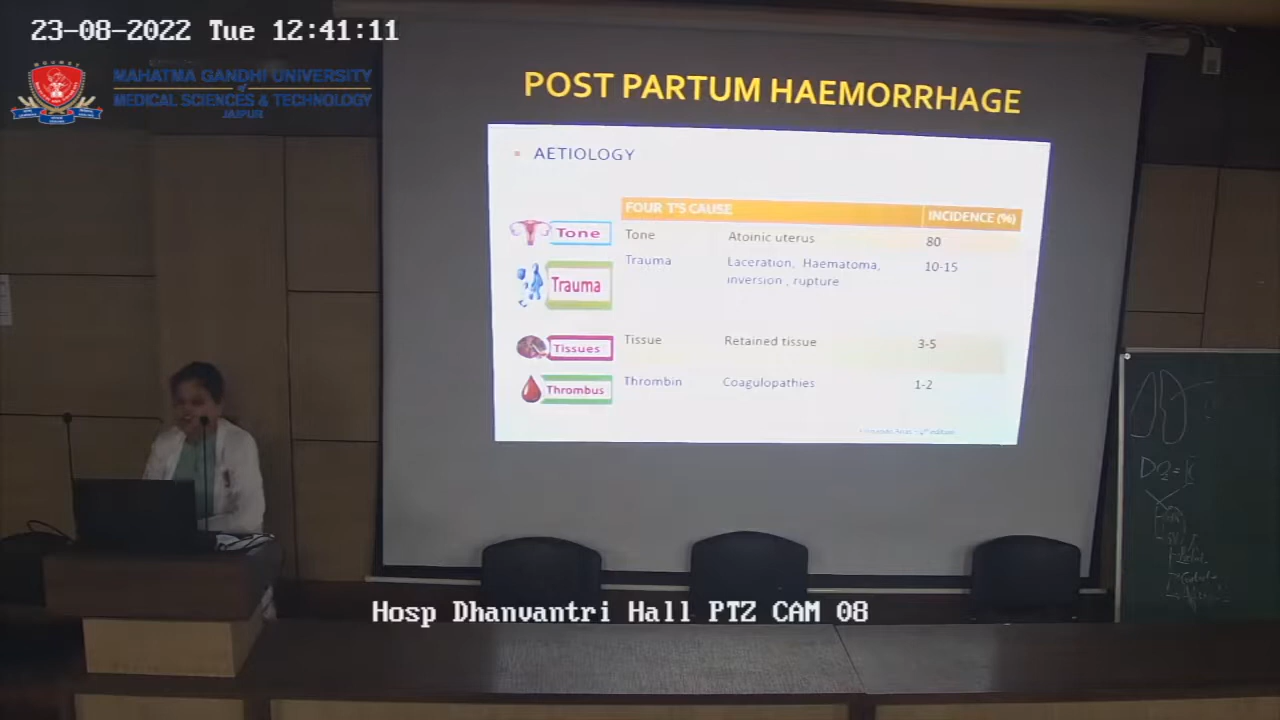 23-08-2022 Tue 12:41:11
MAHATMA GANDHI UNIVERSITY
of
MEDICAL SCIENCES & TECHNOLOGY
JAIPUR
POST PARTUM HAEMORRHAGE
AETIOLOGY
FOUR T'S CAUSE INCIDENCE (%)
Tone Tone Atoinic uterus 80
Trauma Trauma Laceration, Haematoma, 10-15
inversion , rupture
Tissues Tissue Retained tissue 3-5
Thrombus Thrombin Coagulopathies 1-2
Hosp Dhanvantri Hall PTZ CAM 08